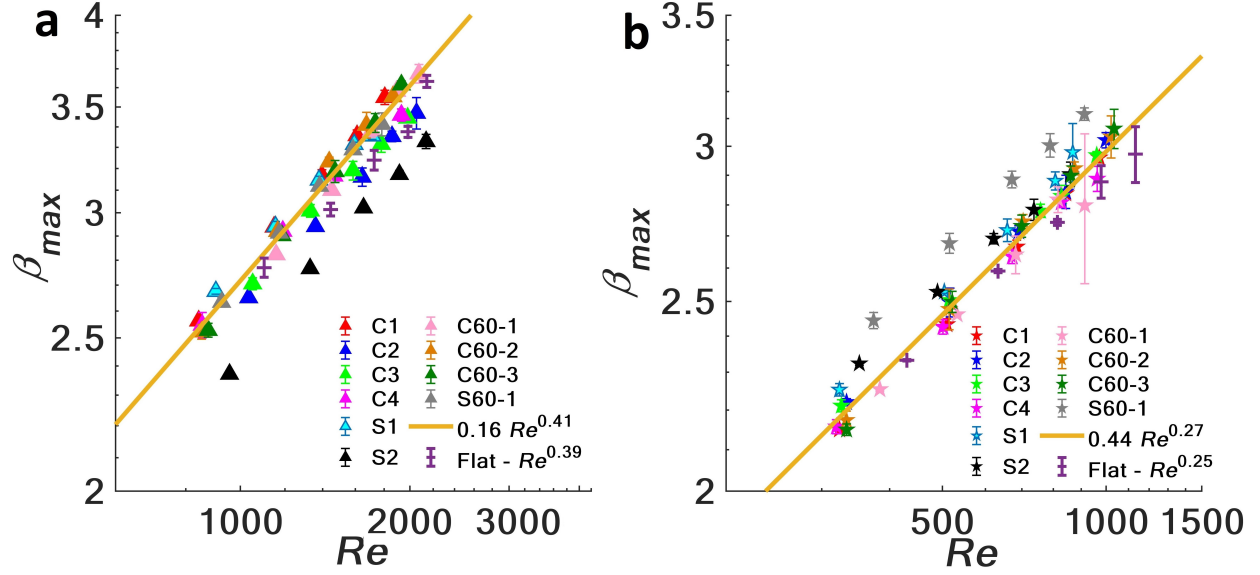 a
4
3.5
3
2.5
2
β max
1000 2000 3000
Re
C1 C60-1
C2 C60-2
C3 C60-3
C4 S60-1
S1 0.16 Re^0.41
S2 Flat - Re^0.39
b
3.5
3
2.5
2
β max
500 1000 1500
Re
C1 C60-1
C2 C60-2
C3 C60-3
C4 S60-1
S1 0.44 Re^0.27
S2 Flat - Re^0.25